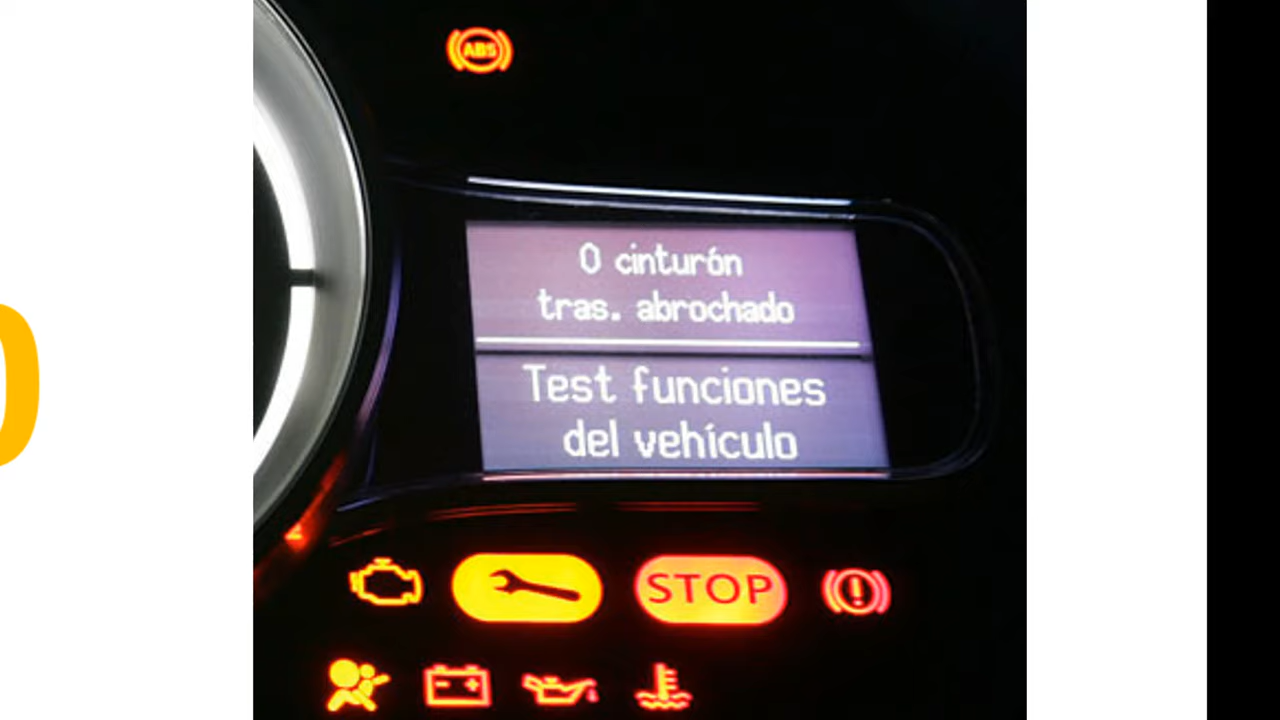 ABS
0 cinturón
tras. abrochado
Test funciones
del vehículo
STOP